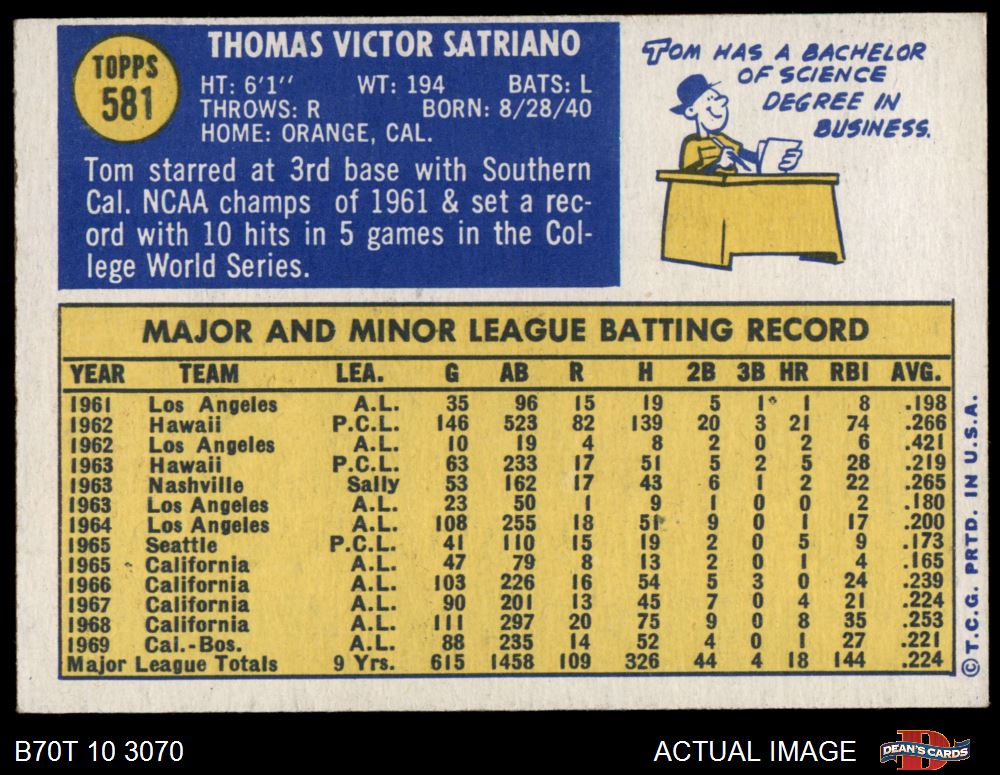 TOPPS
581
THOMAS VICTOR SATRIANO
HT: 6'1'' WT: 194 BATS: L
THROWS: R BORN: 8/28/40
HOME: ORANGE, CAL.
Tom starred at 3rd base with Southern
Cal. NCAA champs of 1961 & set a rec-
ord with 10 hits in 5 games in the Col-
lege World Series.
TOM HAS A BACHELOR
OF SCIENCE
DEGREE IN
BUSINESS.
MAJOR AND MINOR LEAGUE BATTING RECORD
YEAR TEAM LEA. G AB R H 2B 3B HR RBI AVG.
1961 Los Angeles A.L. 35 96 15 19 5 1 1 8 .198
1962 Hawaii P.C.L. 146 523 82 139 20 3 21 74 .266
1962 Los Angeles A.L. 10 19 4 8 2 0 2 6 .421
1963 Hawaii P.C.L. 63 233 17 51 5 2 5 28 .219
1963 Nashville Sally 53 162 17 43 6 1 2 22 .265
1963 Los Angeles A.L. 23 50 1 9 1 0 0 2 .180
1964 Los Angeles A.L. 108 255 18 51 9 0 1 17 .200
1965 Seattle P.C.L. 41 110 15 19 2 0 5 9 .173
1965 California A.L. 47 79 8 13 2 0 1 4 .165
1966 California A.L. 103 226 16 54 5 3 0 24 .239
1967 California A.L. 90 201 13 45 7 0 4 21 .224
1968 California A.L. 111 297 20 75 9 0 8 35 .253
1969 Cal.-Bos. A.L. 88 235 14 52 4 0 1 27 .221
Major League Totals 9 Yrs. 615 1458 109 326 44 4 18 144 .224
© T.C.G. PRTD. IN U.S.A.
B70T 10 3070
ACTUAL IMAGE
D
DEAN'S CARDS